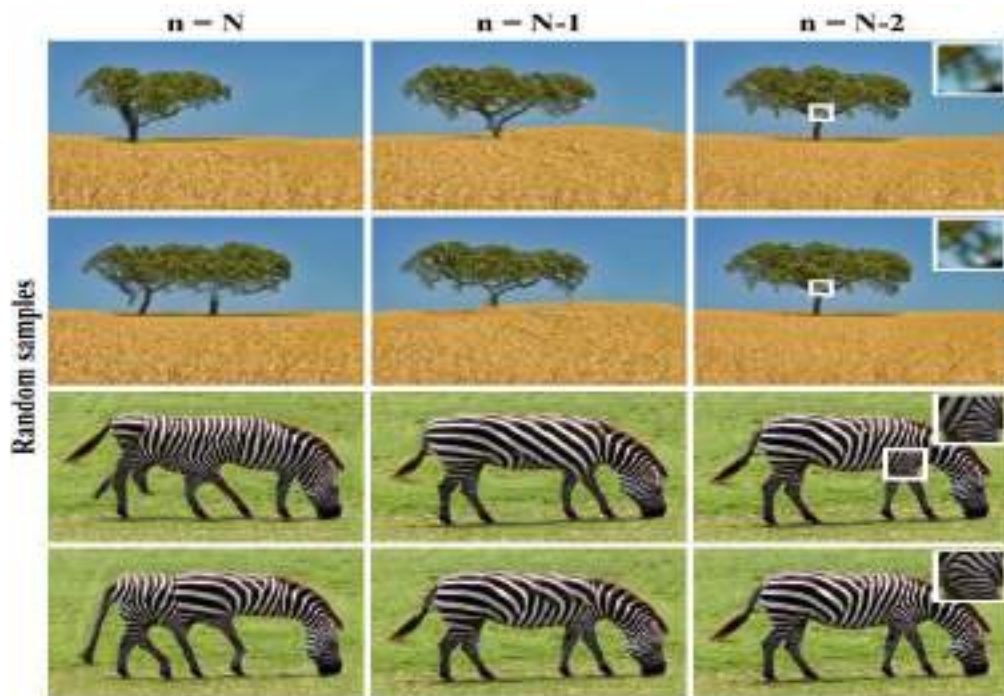 n = N
n = N-1
n = N-2
Random samples